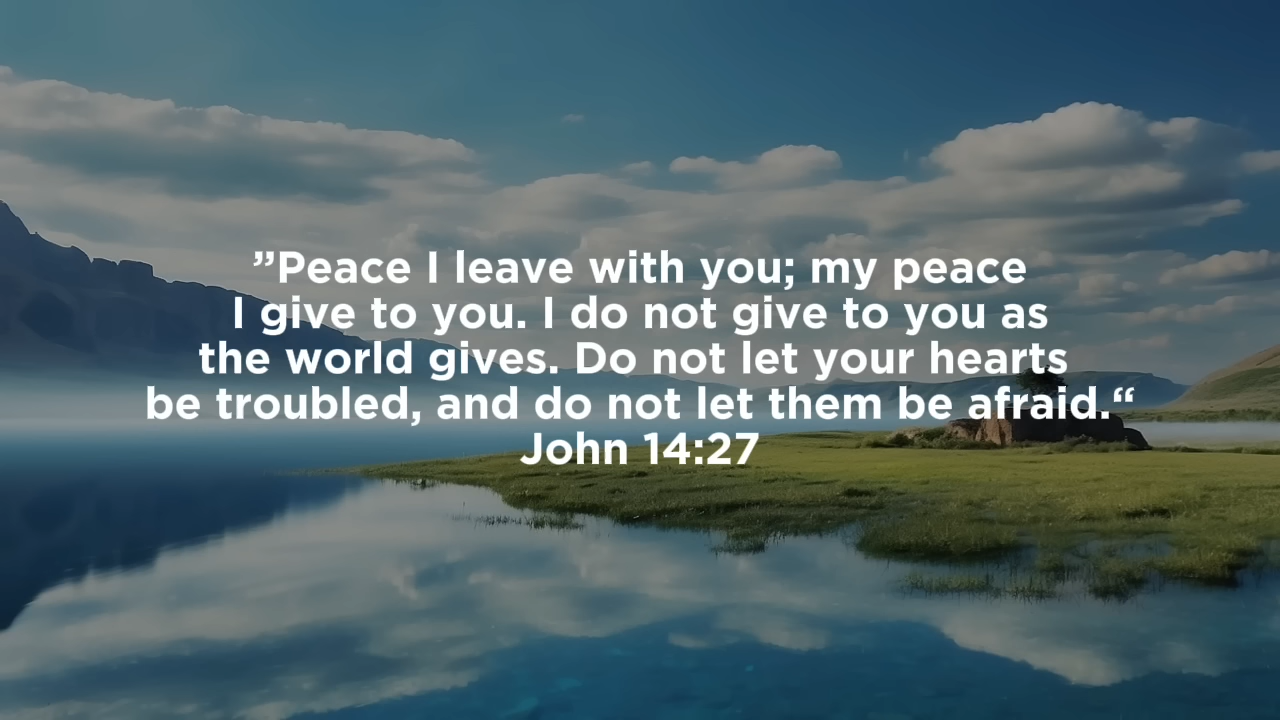 ”Peace I leave with you; my peace
I give to you. I do not give to you as
the world gives. Do not let your hearts
be troubled, and do not let them be afraid.“
John 14:27